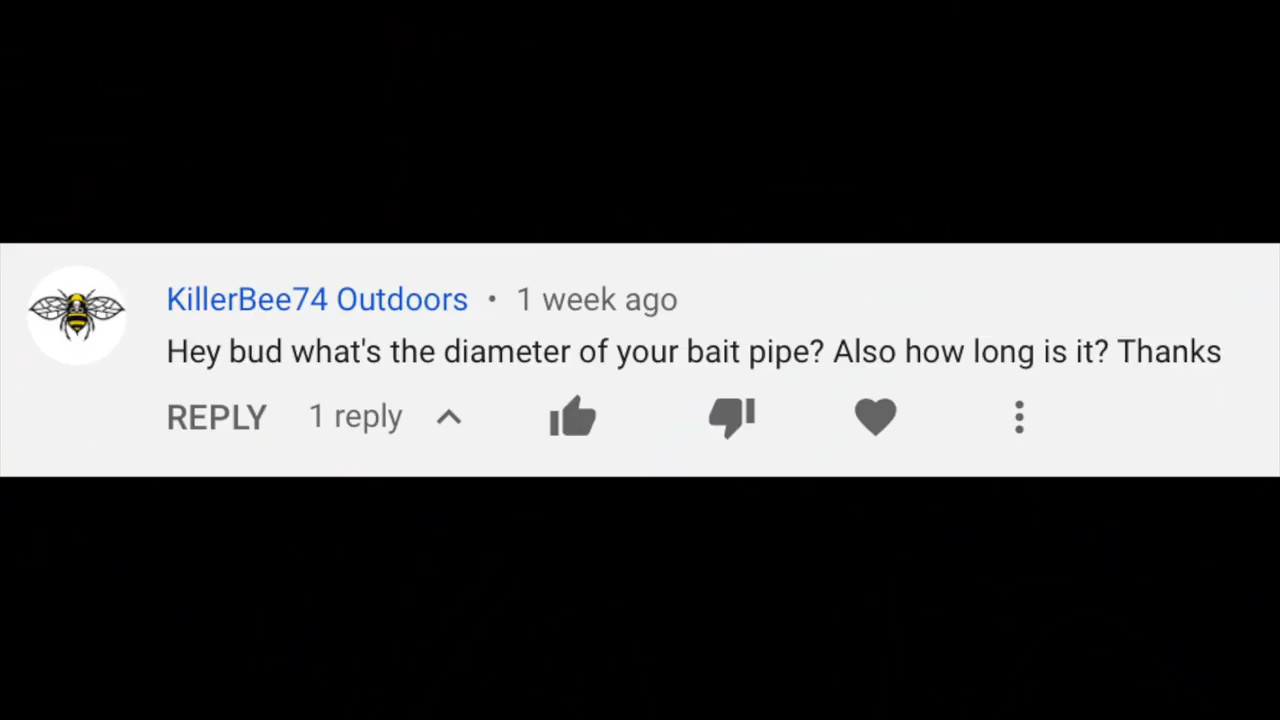 KillerBee74 Outdoors • 1 week ago
Hey bud what's the diameter of your bait pipe? Also how long is it? Thanks
REPLY 1 reply